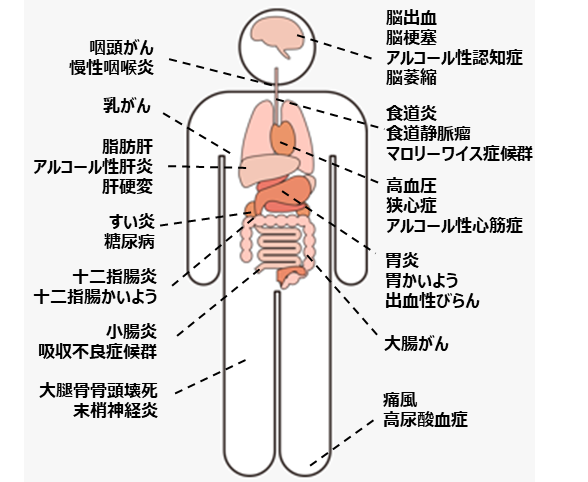 咽頭がん
慢性咽喉炎
乳がん
脂肪肝
アルコール性肝炎
肝硬変
すい炎
糖尿病
十二指腸炎
十二指腸かいよう
小腸炎
吸収不良症候群
大腿骨骨頭壊死
末梢神経炎
脳出血
脳梗塞
アルコール性認知症
脳萎縮
食道炎
食道静脈瘤
マロリーワイス症候群
高血圧
狭心症
アルコール性心筋症
胃炎
胃かいよう
出血性びらん
大腸がん
痛風
高尿酸血症